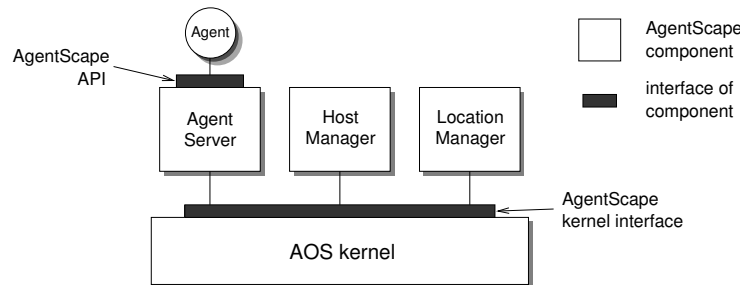 Agent
AgentScape
API
Agent
Server
Host
Manager
Location
Manager
AgentScape
component
interface of
component
AgentScape
kernel interface
AOS kernel